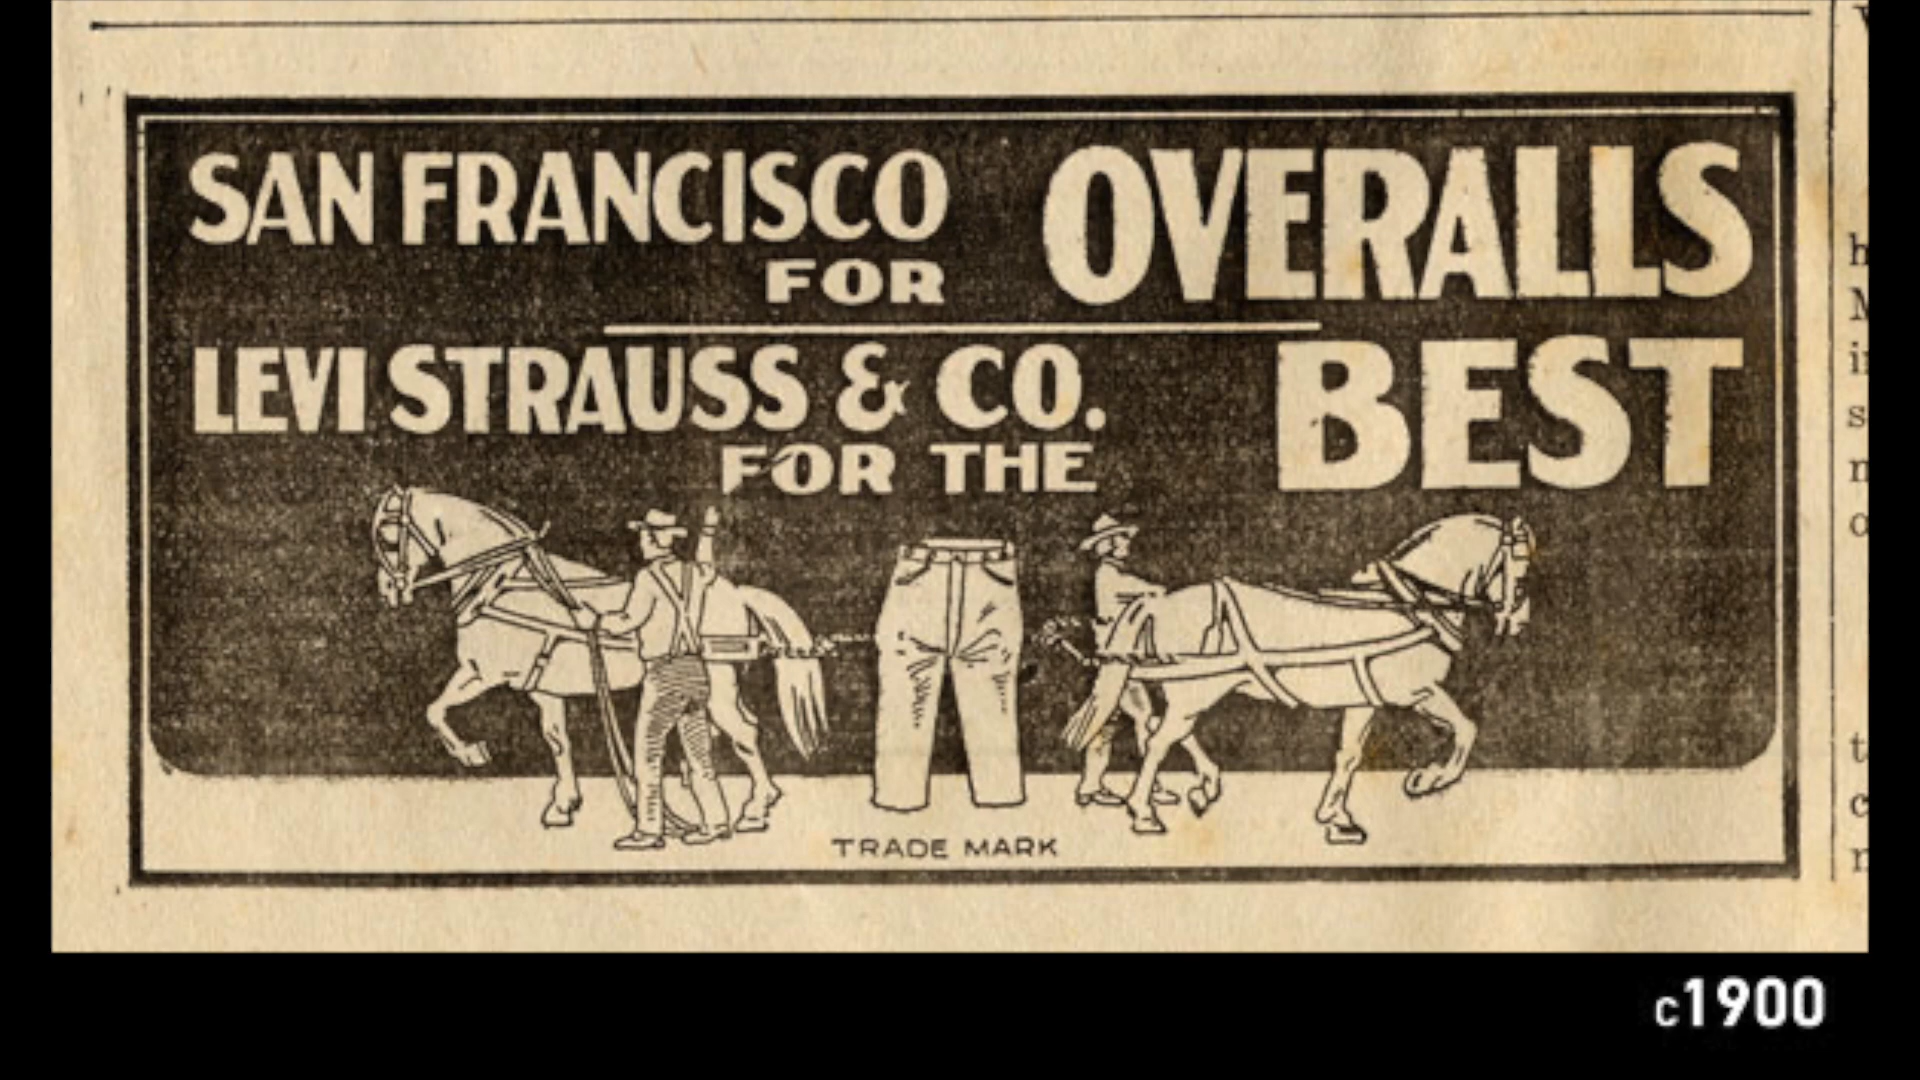 SAN FRANCISCO
FOR
OVERALLS
LEVI STRAUSS & CO.
FOR THE
BEST
TRADE MARK
c1900